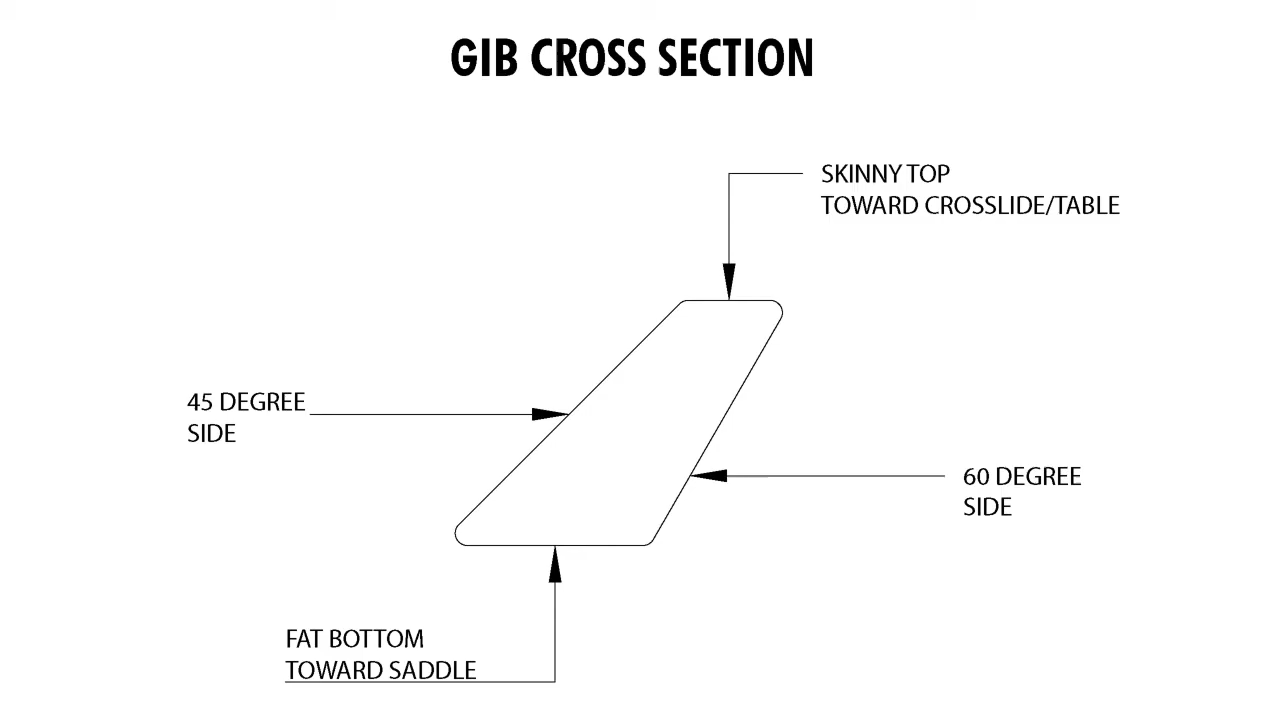 GIB CROSS SECTION
SKINNY TOP
TOWARD CROSSLIDE/TABLE
45 DEGREE
SIDE
60 DEGREE
SIDE
FAT BOTTOM
TOWARD SADDLE